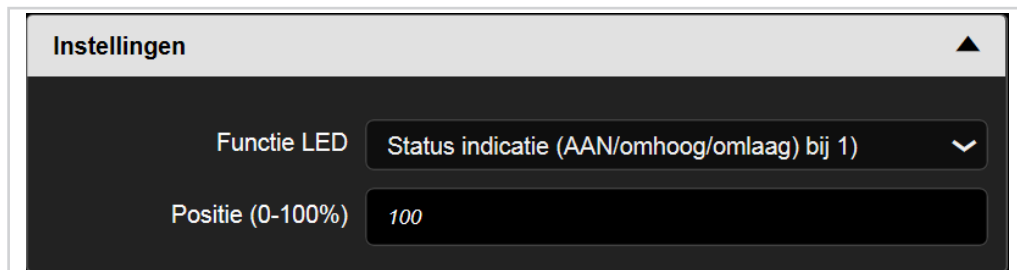 Instellingen
Functie LED Status indicatie (AAN/omhoog/omlaag) bij 1)
Positie (0-100%) 100